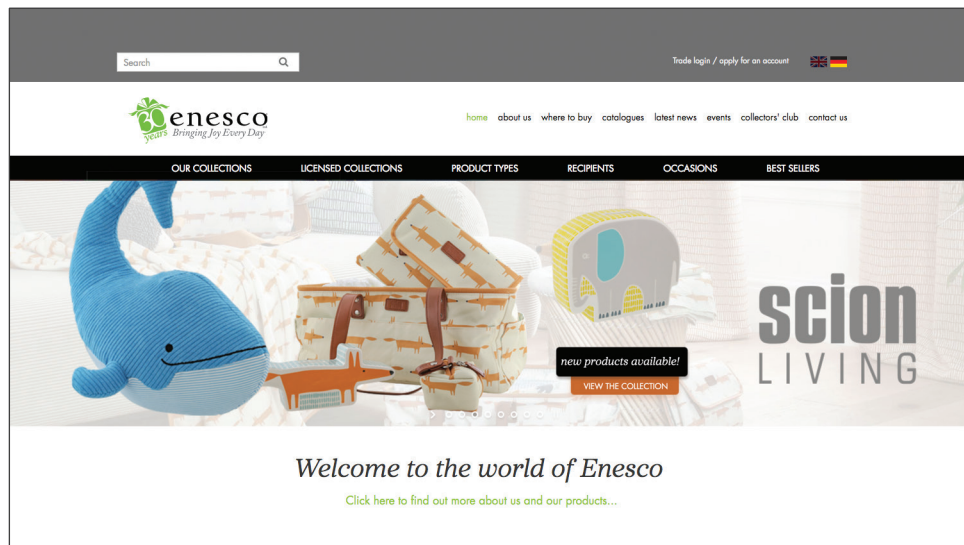 Search
Trade login / apply for an account
30 years
enesco
Bringing Joy Every Day
home about us where to buy catalogues latest news events collectors' club contact us
OUR COLLECTIONS LICENSED COLLECTIONS PRODUCT TYPES RECIPIENTS OCCASIONS BEST SELLERS
scion
LIVING
new products available!
VIEW THE COLLECTION
Welcome to the world of Enesco
Click here to find out more about us and our products...